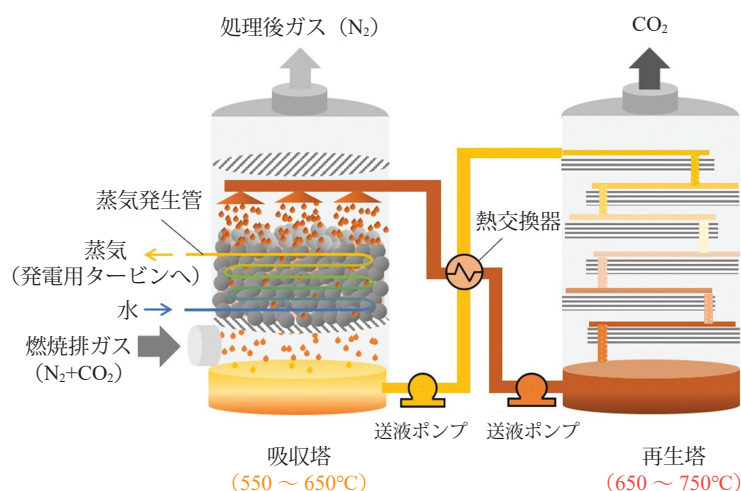 処理後ガス（N₂）
CO₂
蒸気発生管
蒸気
（発電用タービンへ）
水
燃焼排ガス
（N₂+CO₂）
熱交換器
送液ポンプ
送液ポンプ
吸収塔
（550 ～ 650℃）
再生塔
（650 ～ 750℃）